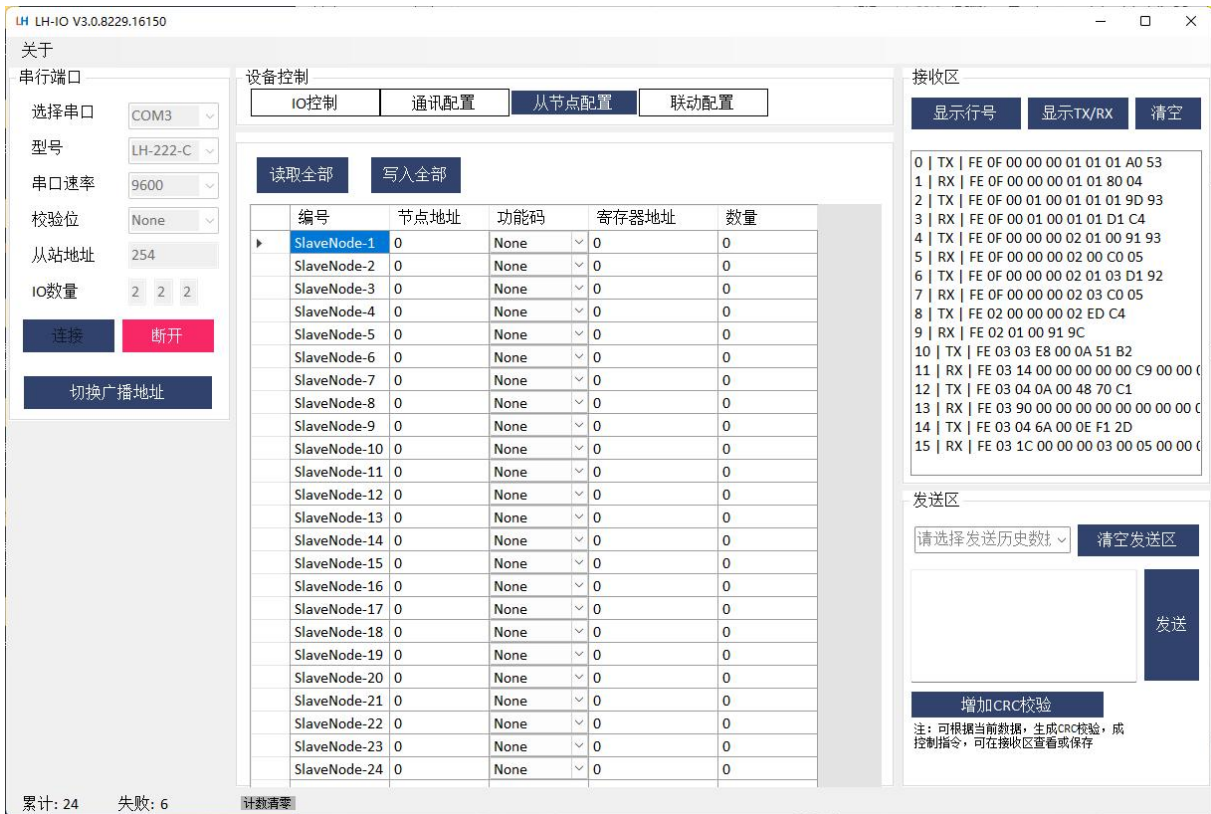 LH LH-IO V3.0.8229.16150
关于
串行端口
选择串口 COM3
型号 LH-222-C
串口速率 9600
校验位 None
从站地址 254
IO数量 2 2 2
连接 断开
切换广播地址
设备控制
IO控制 通讯配置 从节点配置 联动配置
读取全部 写入全部
编号 节点地址 功能码 寄存器地址 数量
SlaveNode-1 0 None 0 0
SlaveNode-2 0 None 0 0
SlaveNode-3 0 None 0 0
SlaveNode-4 0 None 0 0
SlaveNode-5 0 None 0 0
SlaveNode-6 0 None 0 0
SlaveNode-7 0 None 0 0
SlaveNode-8 0 None 0 0
SlaveNode-9 0 None 0 0
SlaveNode-10 0 None 0 0
SlaveNode-11 0 None 0 0
SlaveNode-12 0 None 0 0
SlaveNode-13 0 None 0 0
SlaveNode-14 0 None 0 0
SlaveNode-15 0 None 0 0
SlaveNode-16 0 None 0 0
SlaveNode-17 0 None 0 0
SlaveNode-18 0 None 0 0
SlaveNode-19 0 None 0 0
SlaveNode-20 0 None 0 0
SlaveNode-21 0 None 0 0
SlaveNode-22 0 None 0 0
SlaveNode-23 0 None 0 0
SlaveNode-24 0 None 0 0
接收区
显示行号 显示TX/RX 清空
0 | TX | FE 0F 00 00 00 01 01 01 A0 53
1 | RX | FE 0F 00 00 00 01 01 80 04
2 | TX | FE 0F 00 01 00 01 01 01 9D 93
3 | RX | FE 0F 00 01 00 01 01 D1 C4
4 | TX | FE 0F 00 00 00 02 01 00 91 93
5 | RX | FE 0F 00 00 00 02 00 C0 05
6 | TX | FE 0F 00 00 00 02 01 03 D1 92
7 | RX | FE 0F 00 00 00 02 03 C0 05
8 | TX | FE 02 00 00 00 02 ED C4
9 | RX | FE 02 01 00 91 9C
10 | TX | FE 03 03 E8 00 0A 51 B2
11 | RX | FE 03 14 00 00 00 00 00 C9 00 00
12 | TX | FE 03 04 0A 00 48 70 C1
13 | RX | FE 03 90 00 00 00 00 00 00 00 00
14 | TX | FE 03 04 6A 00 0E F1 2D
15 | RX | FE 03 1C 00 00 00 03 00 05 00 00
发送区
请选择发送历史数 清空发送区
发送
增加CRC校验
注：可根据当前数据，生成CRC校验，成
控制指令，可在接收区查看或保存
累计: 24 失败: 6 计数清零